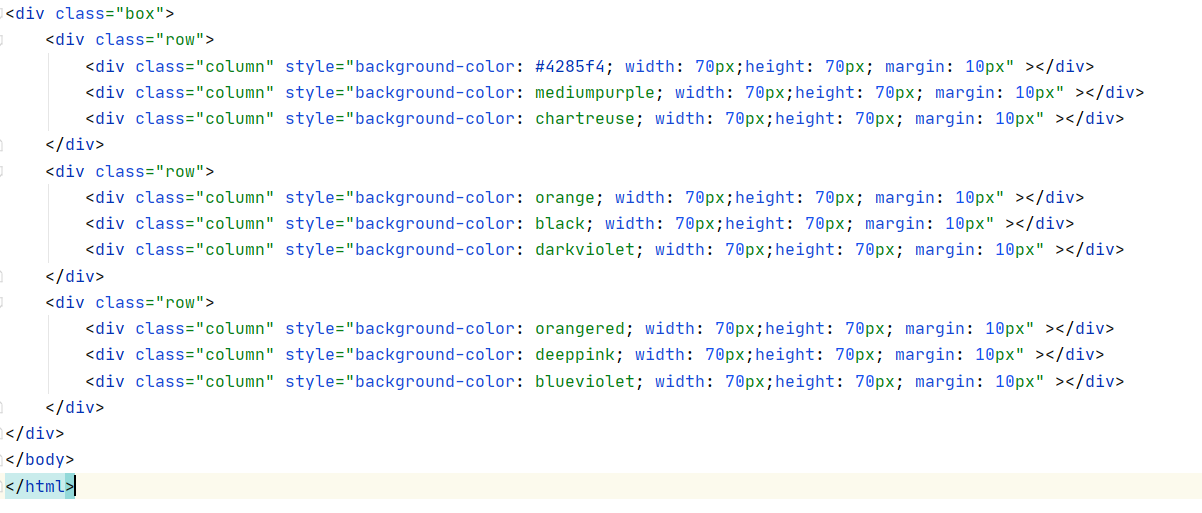 <div class="box">
    <div class="row">
        <div class="column" style="background-color: #4285f4; width: 70px;height: 70px; margin: 10px" ></div>
        <div class="column" style="background-color: mediumpurple; width: 70px;height: 70px; margin: 10px" ></div>
        <div class="column" style="background-color: chartreuse; width: 70px;height: 70px; margin: 10px" ></div>
    </div>
    <div class="row">
        <div class="column" style="background-color: orange; width: 70px;height: 70px; margin: 10px" ></div>
        <div class="column" style="background-color: black; width: 70px;height: 70px; margin: 10px" ></div>
        <div class="column" style="background-color: darkviolet; width: 70px;height: 70px; margin: 10px" ></div>
    </div>
    <div class="row">
        <div class="column" style="background-color: orangered; width: 70px;height: 70px; margin: 10px" ></div>
        <div class="column" style="background-color: deeppink; width: 70px;height: 70px; margin: 10px" ></div>
        <div class="column" style="background-color: blueviolet; width: 70px;height: 70px; margin: 10px" ></div>
    </div>
</div>
</body>
</html>